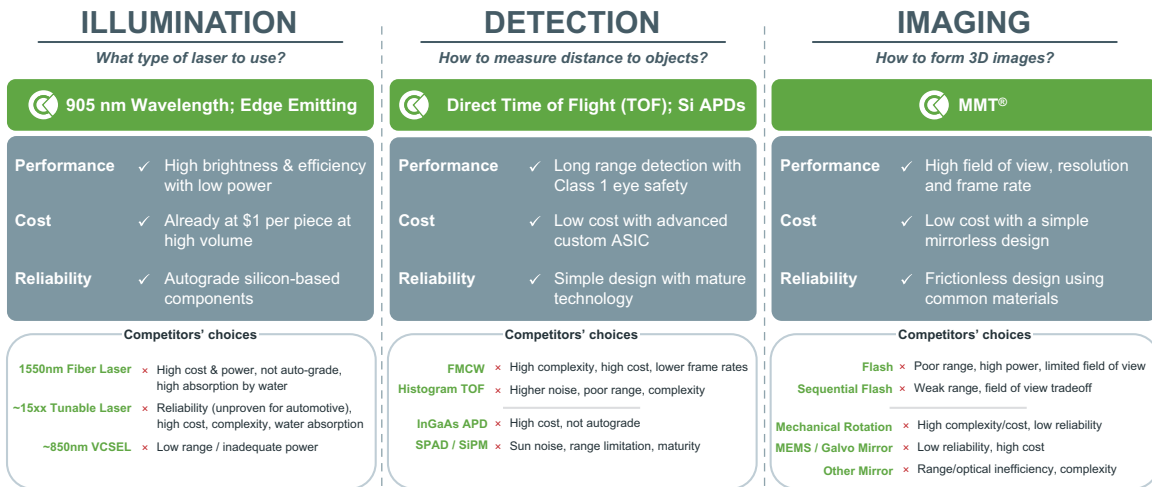 ILLUMINATION
What type of laser to use?
905 nm Wavelength; Edge Emitting
Performance ✓ High brightness & efficiency
with low power
Cost ✓ Already at $1 per piece at
high volume
Reliability ✓ Autograde silicon-based
components
Competitors' choices
1550nm Fiber Laser × High cost & power, not auto-grade,
high absorption by water
~15xx Tunable Laser × Reliability (unproven for automotive),
high cost, complexity, water absorption
~850nm VCSEL × Low range / inadequate power
DETECTION
How to measure distance to objects?
Direct Time of Flight (TOF); Si APDs
Performance ✓ Long range detection with
Class 1 eye safety
Cost ✓ Low cost with advanced
custom ASIC
Reliability ✓ Simple design with mature
technology
Competitors' choices
FMCW × High complexity, high cost, lower frame rates
Histogram TOF × Higher noise, poor range, complexity
InGaAs APD × High cost, not autograde
SPAD / SiPM × Sun noise, range limitation, maturity
IMAGING
How to form 3D images?
MMT®
Performance ✓ High field of view, resolution
and frame rate
Cost ✓ Low cost with a simple
mirrorless design
Reliability ✓ Frictionless design using
common materials
Competitors' choices
Flash × Poor range, high power, limited field of view
Sequential Flash × Weak range, field of view tradeoff
Mechanical Rotation × High complexity/cost, low reliability
MEMS / Galvo Mirror × Low reliability, high cost
Other Mirror × Range/optical inefficiency, complexity